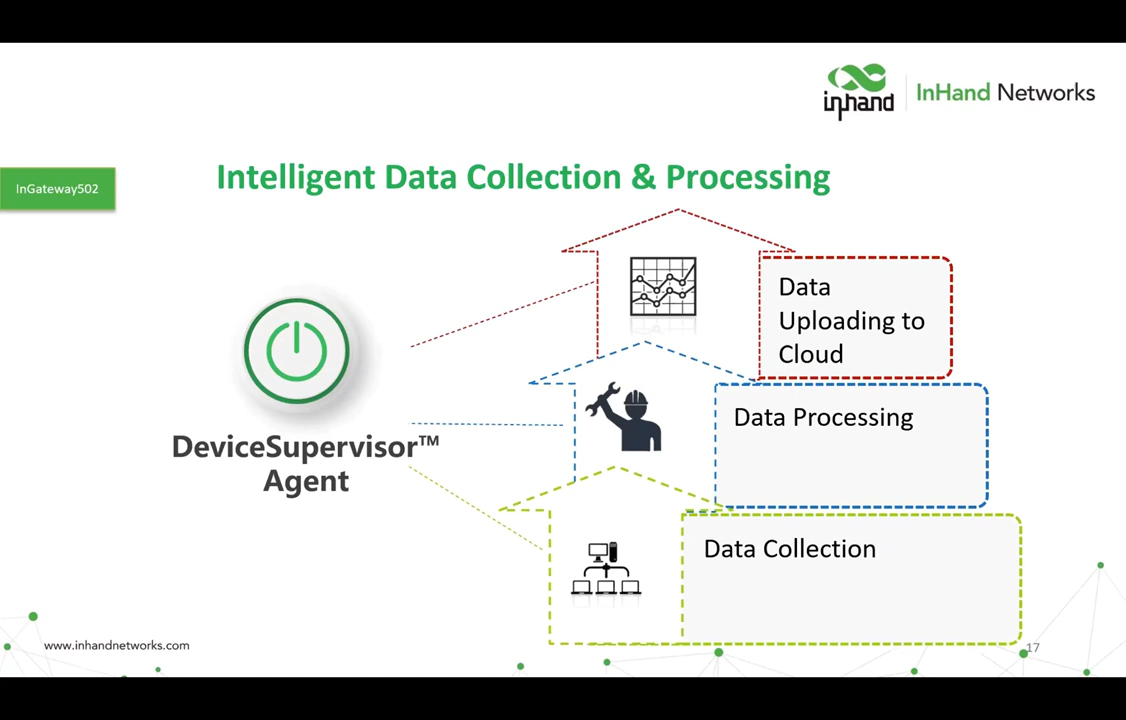 inhand
InHand Networks
InGateway502
Intelligent Data Collection & Processing
Data
Uploading to
Cloud
Data Processing
DeviceSupervisor™
Agent
Data Collection
www.inhandnetworks.com
17